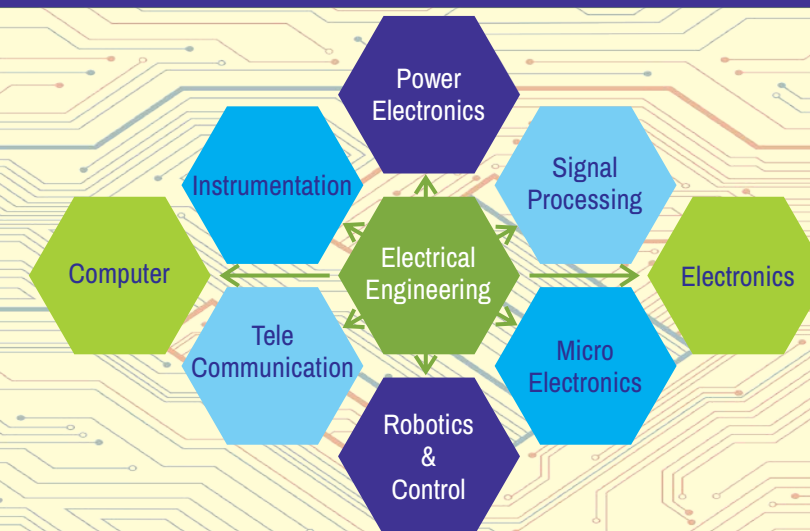 Power
Electronics
Instrumentation
Signal
Processing
Computer
Electrical
Engineering
Electronics
Tele
Communication
Micro
Electronics
Robotics
&
Control